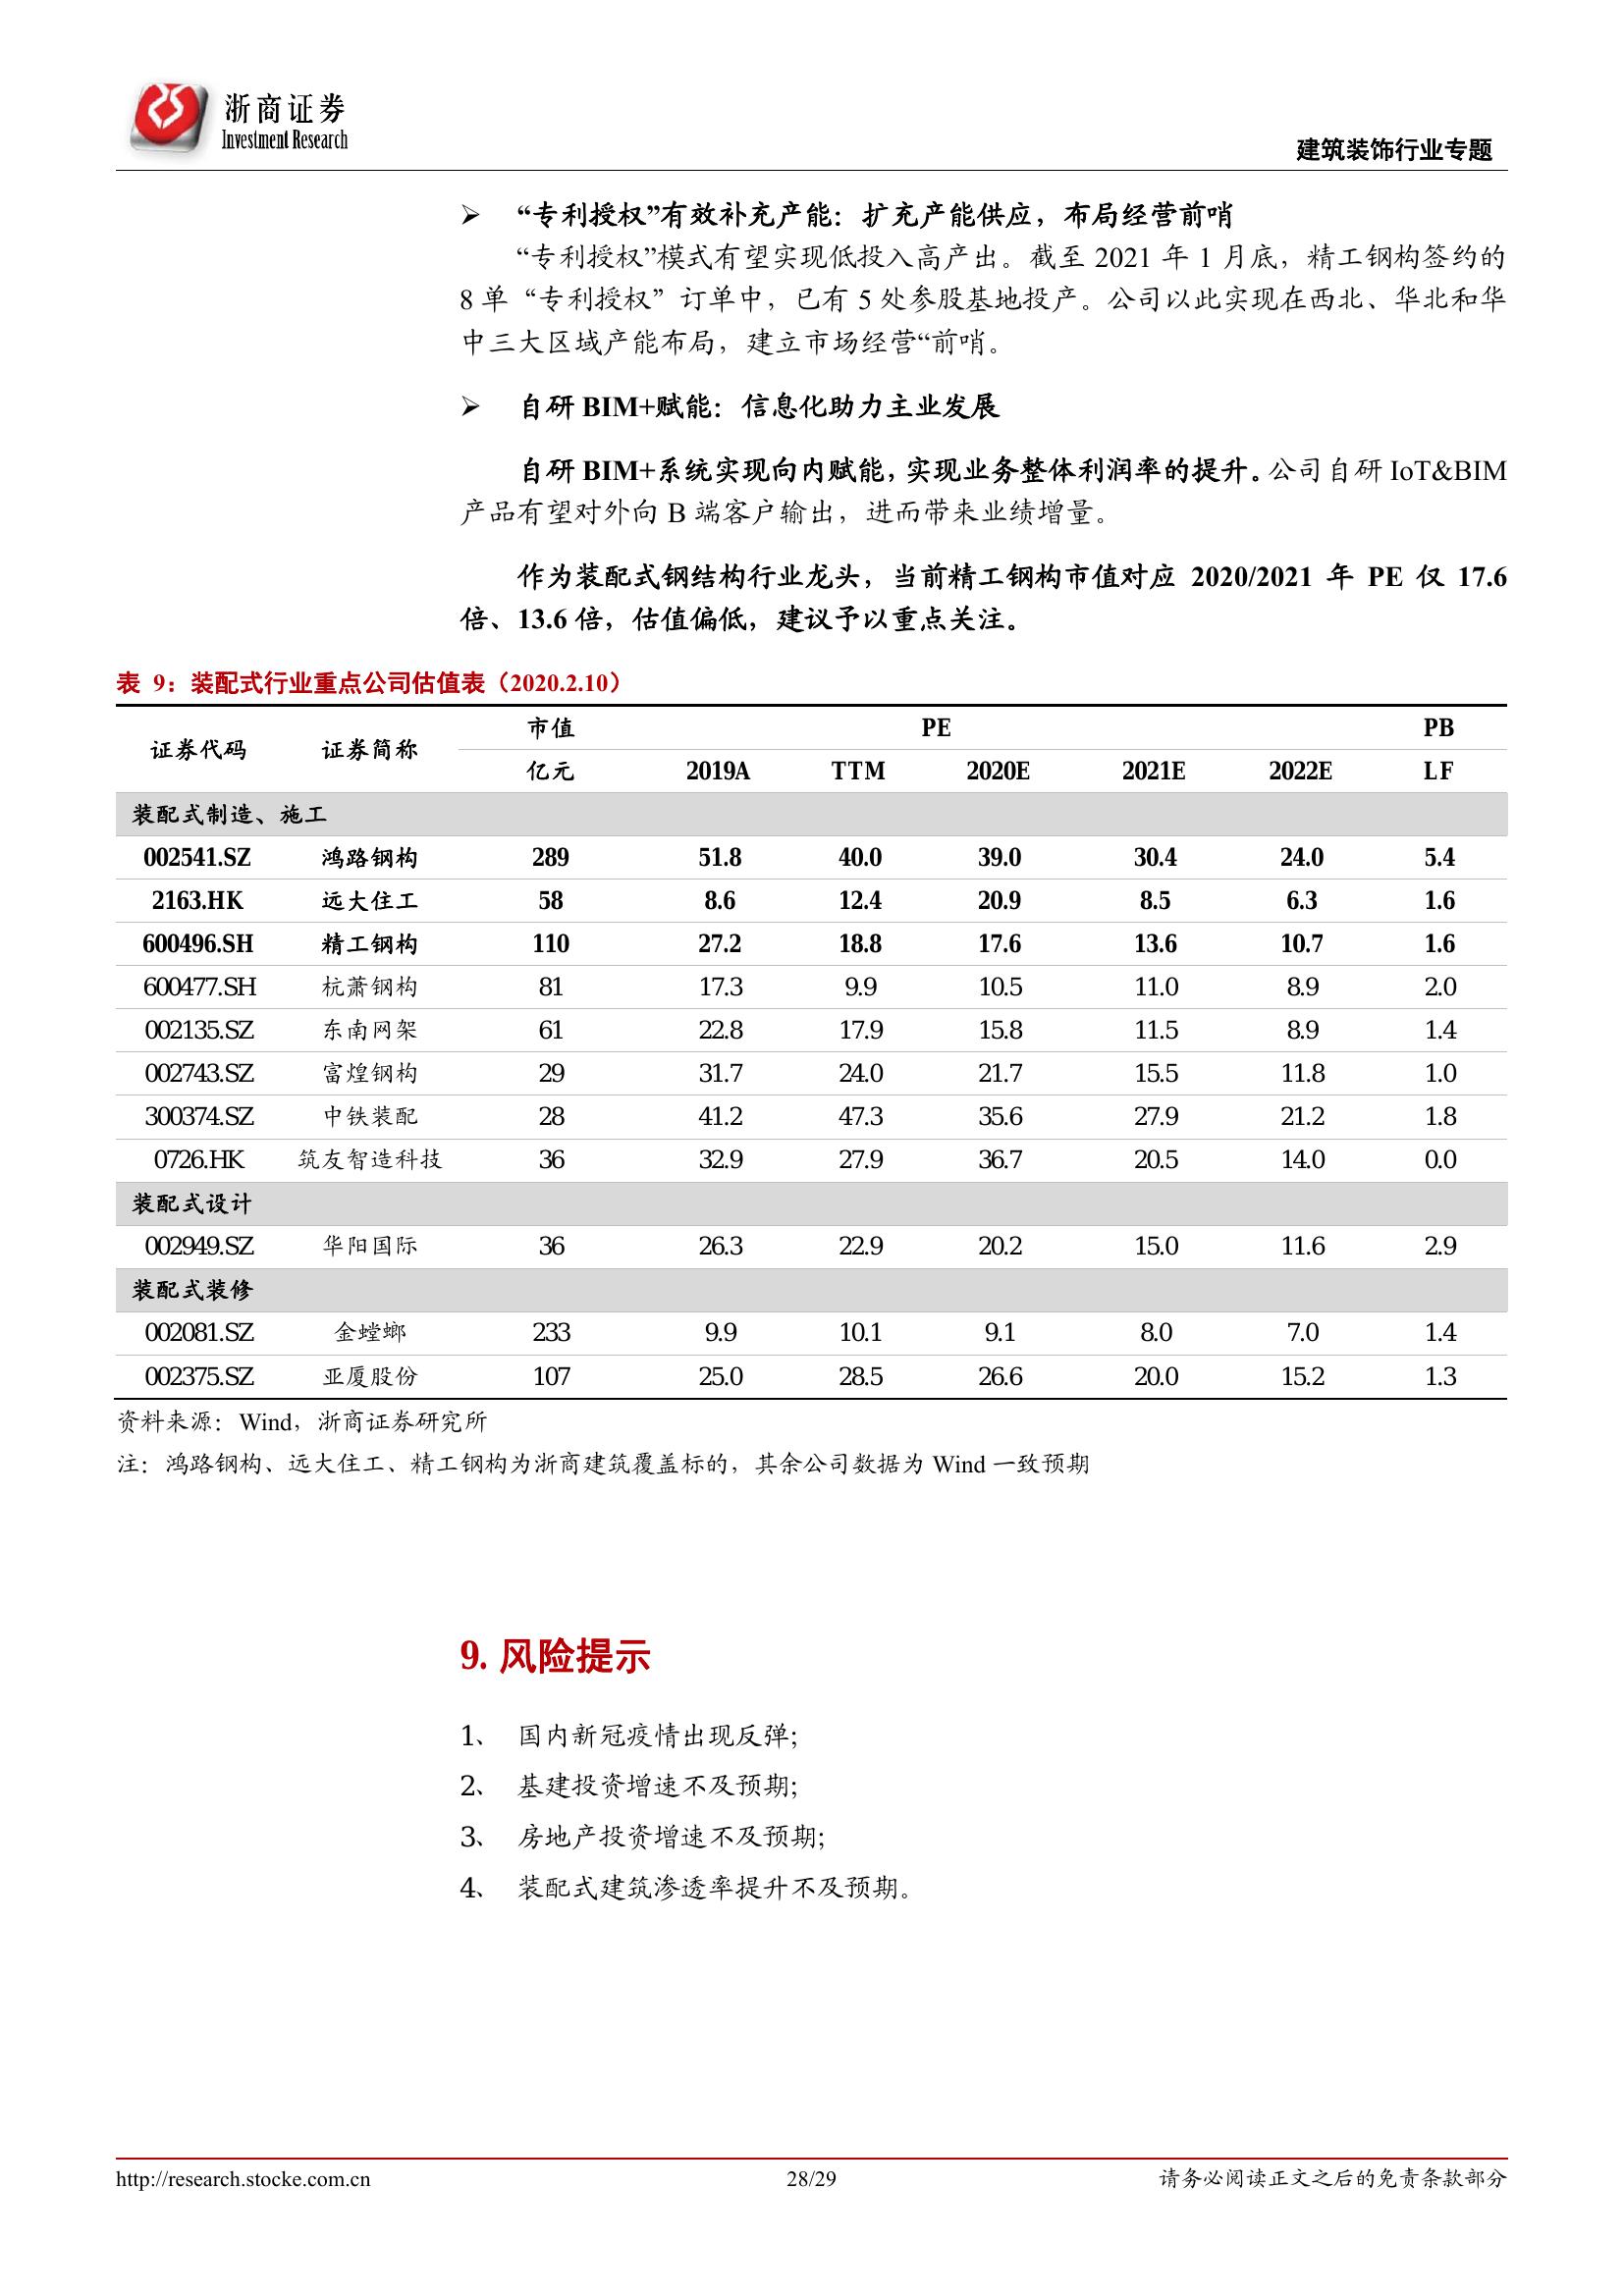 浙商证券
Investment Research
建筑装饰行业专题
➢ “专利授权”有效补充产能：扩充产能供应，布局经营前哨
“专利授权”模式有望实现低投入高产出。截至 2021 年 1 月底，精工钢构签约的
8 单“专利授权”订单中，已有 5 处参股基地投产。公司以此实现在西北、华北和华
中三大区域产能布局，建立市场经营“前哨。
➢ 自研 BIM+赋能：信息化助力主业发展
自研 BIM+系统实现向内赋能，实现业务整体利润率的提升。公司自研 IoT&BIM
产品有望对外向 B 端客户输出，进而带来业绩增量。
作为装配式钢结构行业龙头，当前精工钢构市值对应 2020/2021 年 PE 仅 17.6
倍、13.6 倍，估值偏低，建议予以重点关注。
表 9：装配式行业重点公司估值表（2020.2.10）
证券代码 证券简称 市值 PE PB
亿元 2019A TTM 2020E 2021E 2022E LF
装配式制造、施工
002541.SZ 鸿路钢构 289 51.8 40.0 39.0 30.4 24.0 5.4
2163.HK 远大住工 58 8.6 12.4 20.9 8.5 6.3 1.6
600496.SH 精工钢构 110 27.2 18.8 17.6 13.6 10.7 1.6
600477.SH 杭萧钢构 81 17.3 9.9 10.5 11.0 8.9 2.0
002135.SZ 东南网架 61 22.8 17.9 15.8 11.5 8.9 1.4
002743.SZ 富煌钢构 29 31.7 24.0 21.7 15.5 11.8 1.0
300374.SZ 中铁装配 28 41.2 47.3 35.6 27.9 21.2 1.8
0726.HK 筑友智造科技 36 32.9 27.9 36.7 20.5 14.0 0.0
装配式设计
002949.SZ 华阳国际 36 26.3 22.9 20.2 15.0 11.6 2.9
装配式装修
002081.SZ 金螳螂 233 9.9 10.1 9.1 8.0 7.0 1.4
002375.SZ 亚厦股份 107 25.0 28.5 26.6 20.0 15.2 1.3
资料来源：Wind，浙商证券研究所
注：鸿路钢构、远大住工、精工钢构为浙商建筑覆盖标的，其余公司数据为 Wind 一致预期
9. 风险提示
1、 国内新冠疫情出现反弹；
2、 基建投资增速不及预期；
3、 房地产投资增速不及预期；
4、 装配式建筑渗透率提升不及预期。
http://research.stocke.com.cn 28/29 请务必阅读正文之后的免责条款部分